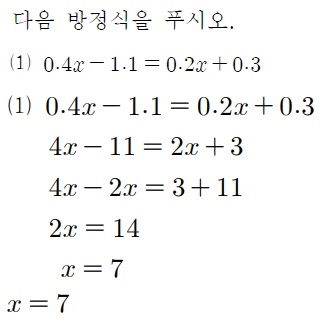 다음 방정식을 푸시오.
(1) 0.4x − 1.1 = 0.2x + 0.3
(1) 0.4x − 1.1 = 0.2x + 0.3
4x − 11 = 2x + 3
4x − 2x = 3 + 11
2x = 14
x = 7
x = 7